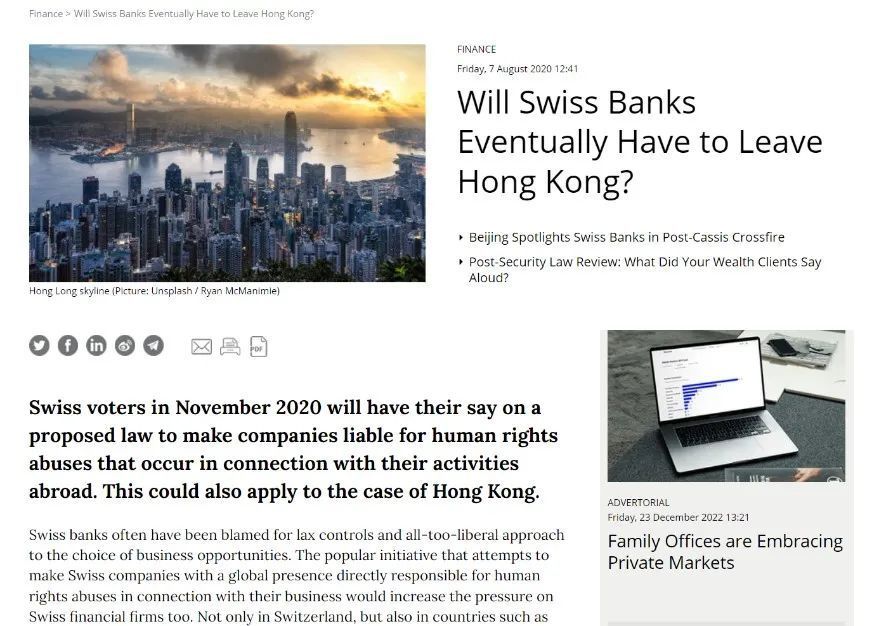 Finance > Will Swiss Banks Eventually Have to Leave Hong Kong?
FINANCE
Friday, 7 August 2020 12:41
Will Swiss Banks
Eventually Have to Leave
Hong Kong?
Beijing Spotlights Swiss Banks in Post-Cassis Crossfire
Post-Security Law Review: What Did Your Wealth Clients Say
Aloud?
Hong Long skyline (Picture: Unsplash / Ryan McManimie)
PDF
Swiss voters in November 2020 will have their say on a
proposed law to make companies liable for human rights
abuses that occur in connection with their activities
abroad. This could also apply to the case of Hong Kong.
Swiss banks often have been blamed for lax controls and all-too-liberal approach
to the choice of business opportunities. The popular initiative that attempts to
make Swiss companies with a global presence directly responsible for human
rights abuses in connection with their business would increase the pressure on
Swiss financial firms too. Not only in Switzerland, but also in countries such as
ADVERTORIAL
Friday, 23 December 2022 13:21
Family Offices are Embracing
Private Markets